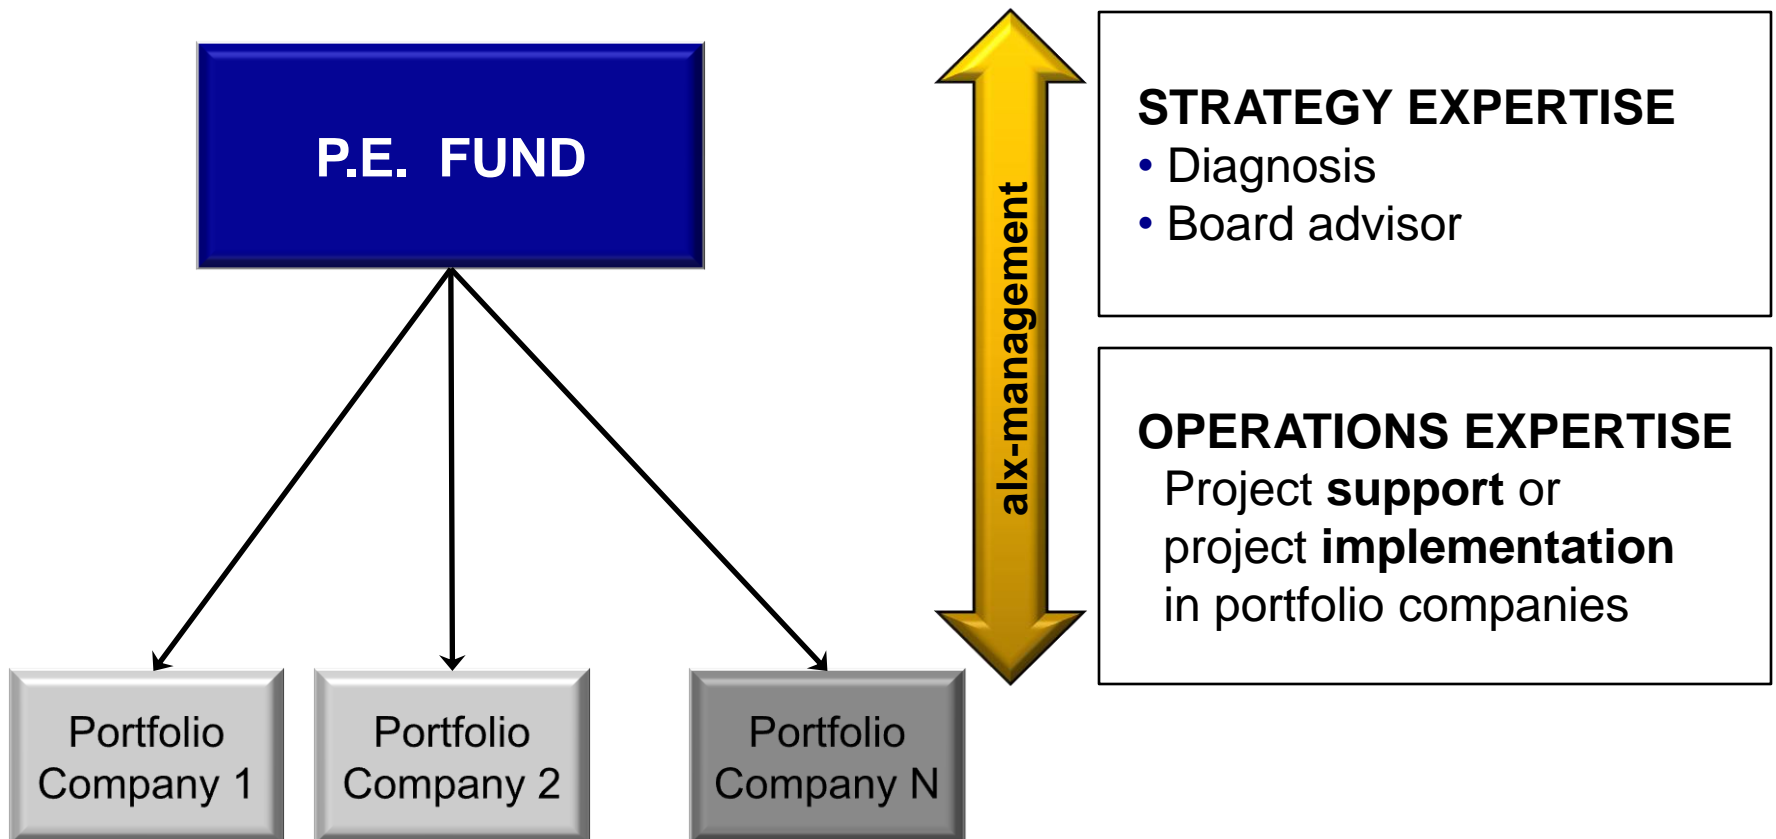 P.E. FUND
Portfolio
Company 1
Portfolio
Company 2
Portfolio
Company N
alx-management
STRATEGY EXPERTISE
• Diagnosis
• Board advisor
OPERATIONS EXPERTISE
Project support or
project implementation
in portfolio companies